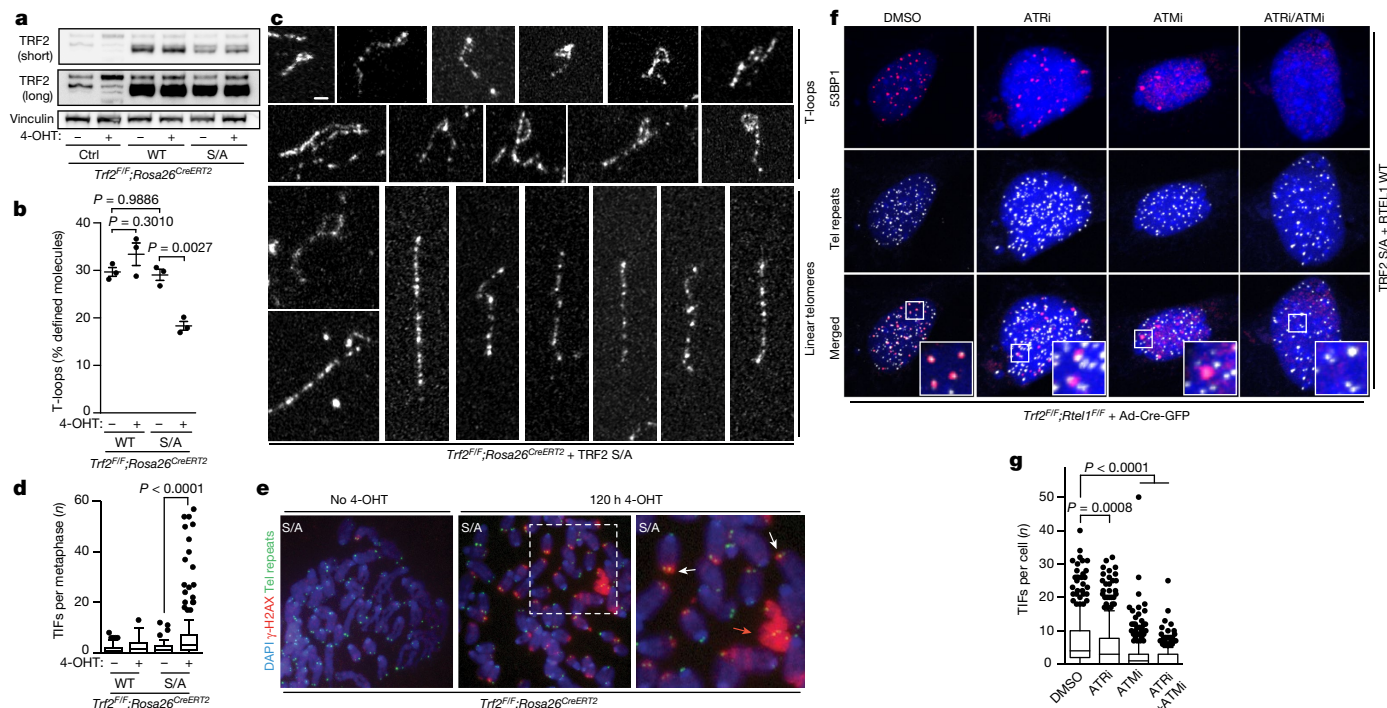 a
TRF2
(short)
TRF2
(long)
Vinculin
4-OHT: – + – + – +
Ctrl WT S/A
Trf2F/F;Rosa26CreERT2
b
P = 0.9886
P = 0.3010
P = 0.0027
T-loops (% defined molecules)
40
30
20
10
0
4-OHT: – + – +
WT S/A
Trf2F/F;Rosa26CreERT2
c
T-loops
Linear telomeres
Trf2F/F;Rosa26CreERT2 + TRF2 S/A
d
P < 0.0001
TIFs per metaphase (n)
60
40
20
0
4-OHT: – + – +
WT S/A
Trf2F/F;Rosa26CreERT2
e
No 4-OHT
120 h 4-OHT
S/A
S/A
S/A
DAPI γ-H2AX Tel repeats
Trf2F/F;Rosa26CreERT2
f
DMSO ATRi ATMi ATRi/ATMi
53BP1
Tel repeats
Merged
TRF2 S/A + RTEL1 WT
Trf2F/F;Rtel1F/F + Ad-Cre-GFP
g
P < 0.0001
P = 0.0008
TIFs per cell (n)
50
40
30
20
10
0
DMSO
ATRi
ATMi
ATRi
+ATMi